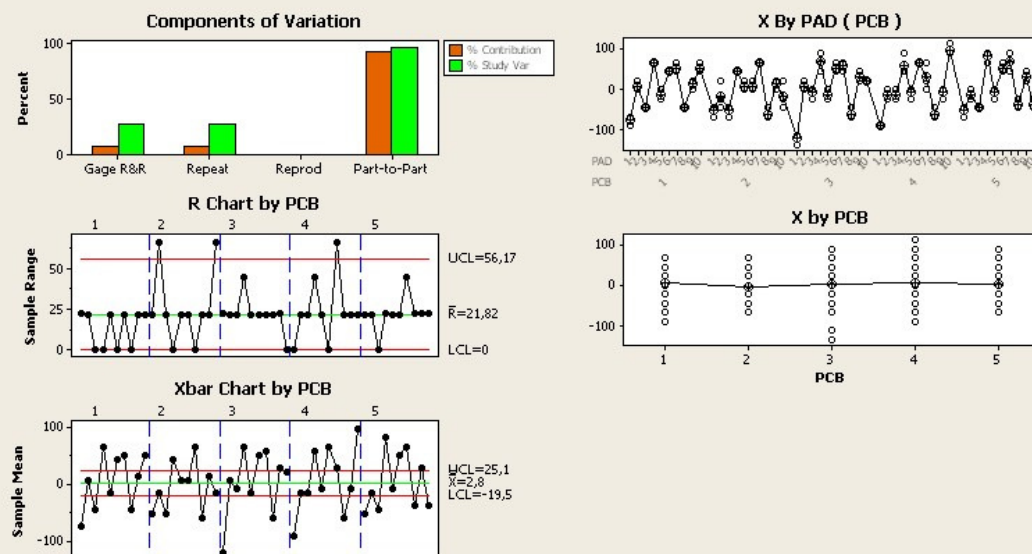 Components of Variation
100
50
0
Percent
Gage R&R
Repeat
Reprod
Part-to-Part
% Contribution
% Study Var
R Chart by PCB
1 2 3 4 5
50
25
0
Sample Range
UCL=56,17
R=21,82
LCL=0
Xbar Chart by PCB
1 2 3 4 5
100
0
-100
Sample Mean
UCL=25,1
X=2,8
LCL=-19,5
X By PAD ( PCB )
100
0
-100
PAD
PCB
1 2 3 4 5
X by PCB
100
0
-100
1 2 3 4 5
PCB